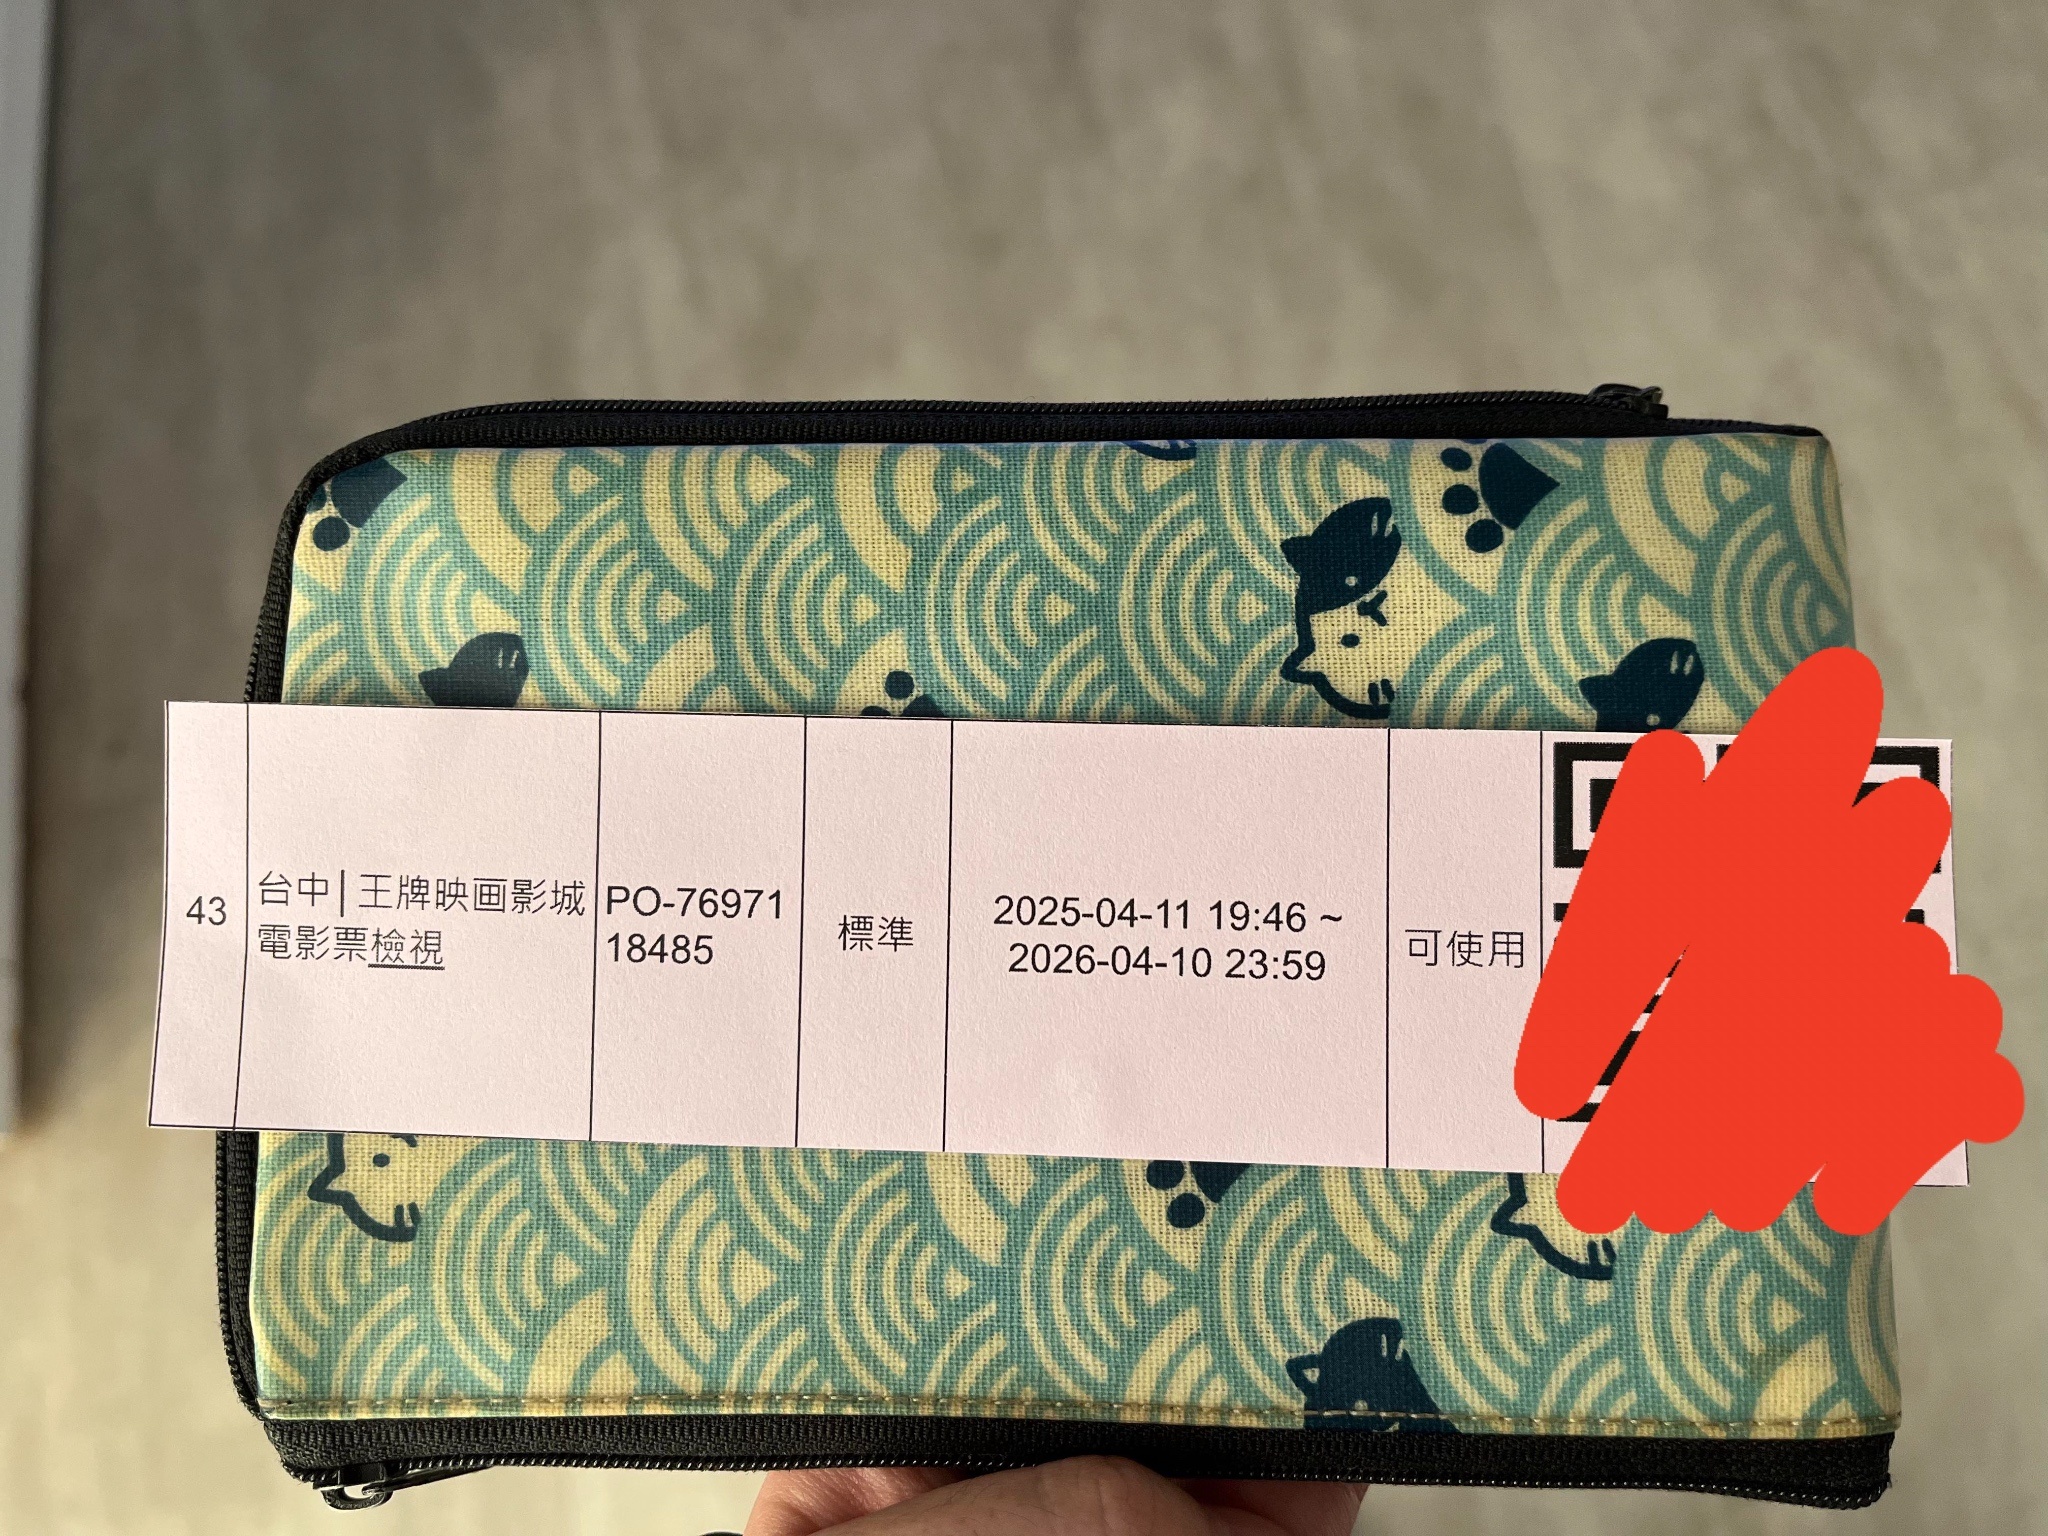 43
台中│王牌映画影城
電影票檢視
PO-76971
18485
標準
2025-04-11 19:46 ~
2026-04-10 23:59
可使用